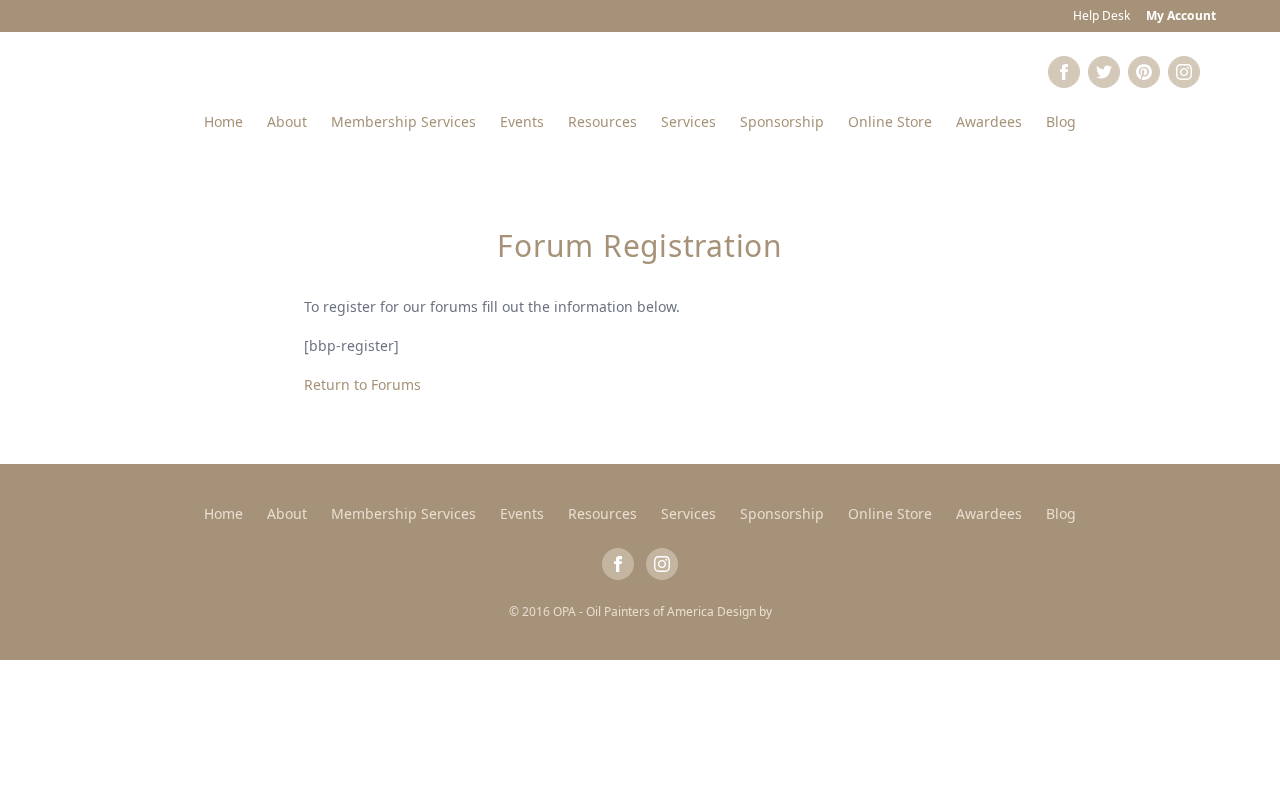 Help Desk My Account
Home About Membership Services Events Resources Services Sponsorship Online Store Awardees Blog
Forum Registration
To register for our forums fill out the information below.
[bbp-register]
Return to Forums
Home About Membership Services Events Resources Services Sponsorship Online Store Awardees Blog
© 2016 OPA - Oil Painters of America Design by